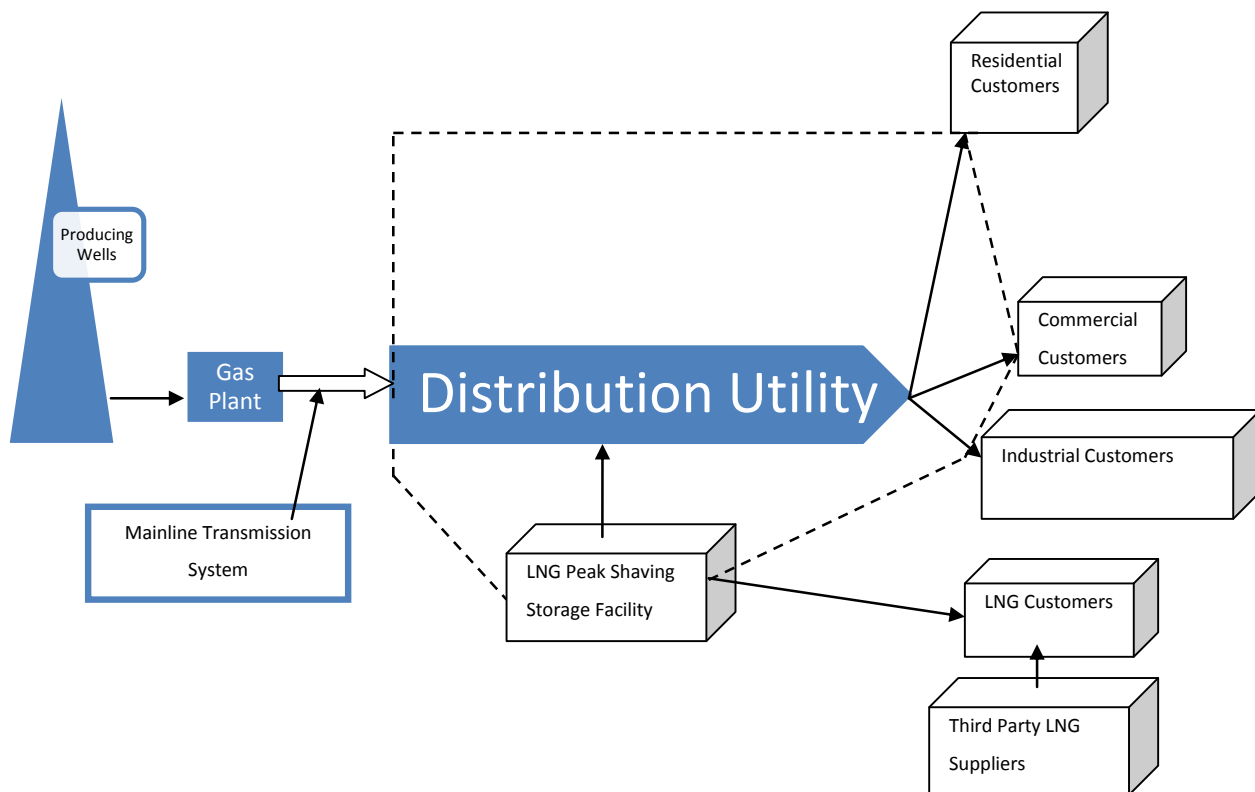 Residential
Customers
Producing
Wells
Commercial
Customers
Gas
Plant
Distribution Utility
Industrial Customers
Mainline Transmission
System
LNG Peak Shaving
Storage Facility
LNG Customers
Third Party LNG
Suppliers